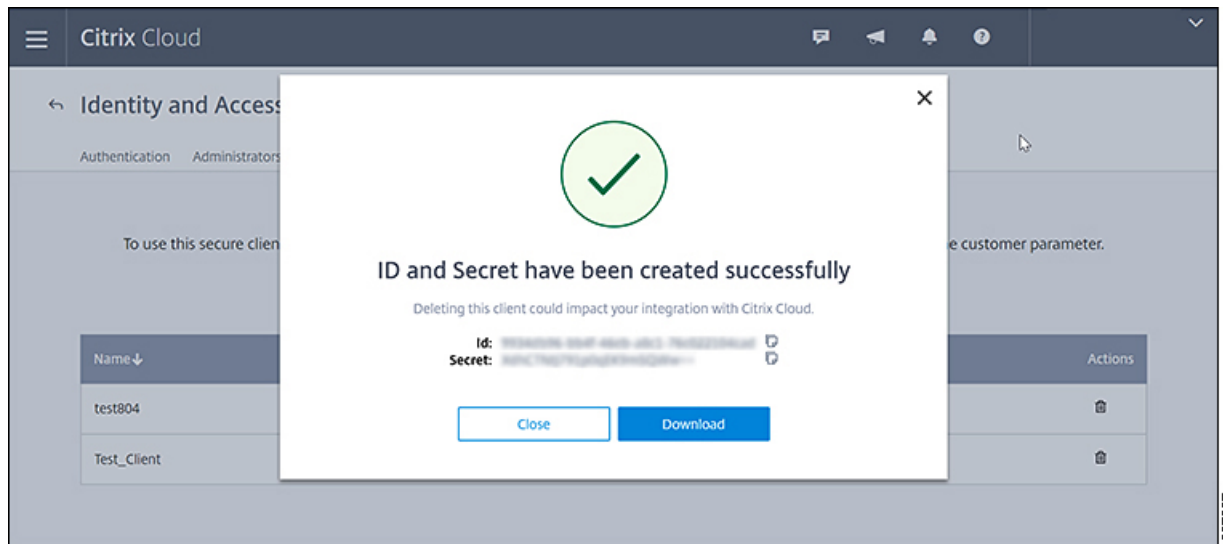 Citrix Cloud
Identity and Access
Authentication Administrators
To use this secure clien
e customer parameter.
ID and Secret have been created successfully
Deleting this client could impact your integration with Citrix Cloud.
Id:
Secret:
Close Download
Name Actions
test804
Test_Client